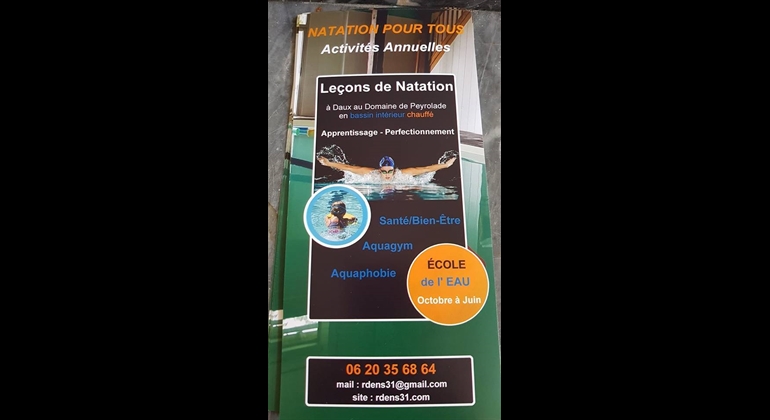 NATATION POUR TOUS
Activités Annuelles
Leçons de Natation
à Daux au Domaine de Peyrolade
en bassin intérieur chauffé
Apprentissage - Perfectionnement
Santé/Bien-Être
Aquagym
Aquaphobie
ÉCOLE
de l' EAU
Octobre à Juin
06 20 35 68 64
mail : rdens31@gmail.com
site : rdens31.com